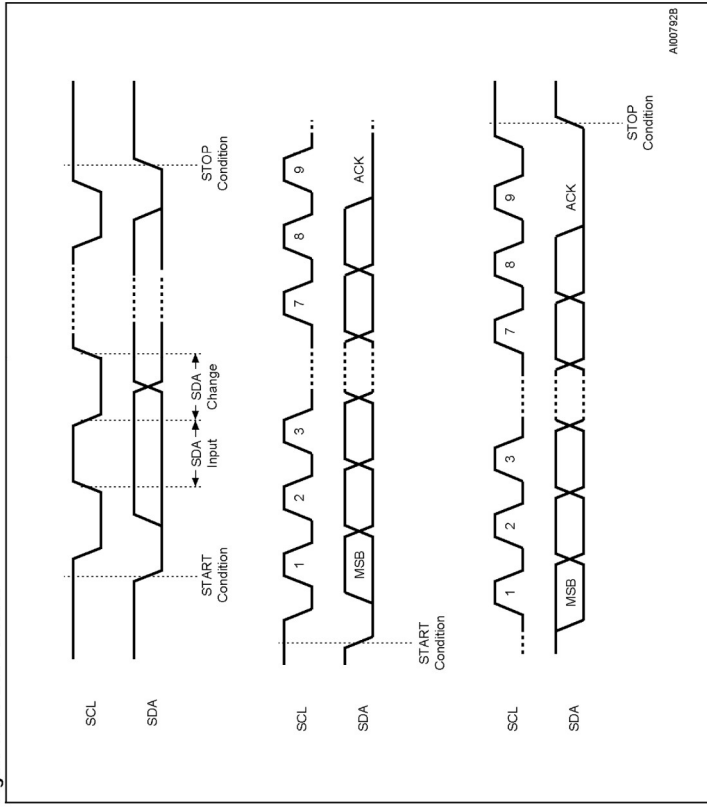 SCL
SDA
START
Condition
SDA
Input
SDA
Change
STOP
Condition
SCL
1
2
3
7
8
9
SDA
MSB
ACK
START
Condition
SCL
1
2
3
7
8
9
SDA
MSB
ACK
STOP
Condition
AI00792B